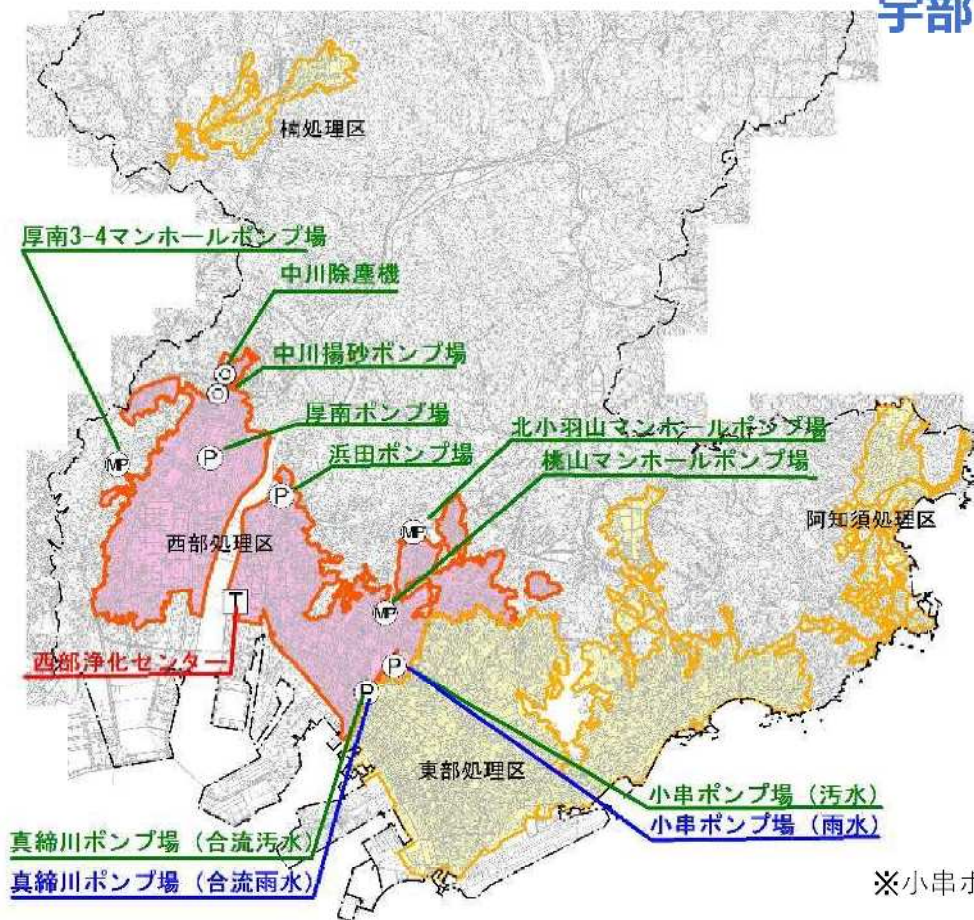 宇部
楠処理区
厚南3-4マンホールポンプ場
中川除塵機
中川揚砂ポンプ場
厚南ポンプ場
北小羽山マンホールポンプ場
浜田ポンプ場
桃山マンホールポンプ場
MP
P
P
阿知須処理区
西部処理区
MP
T
MP
西部浄化センター
P
P
東部処理区
小串ポンプ場（汚水）
小串ポンプ場（雨水）
真締川ポンプ場（合流汚水）
真締川ポンプ場（合流雨水）
※小串ポ